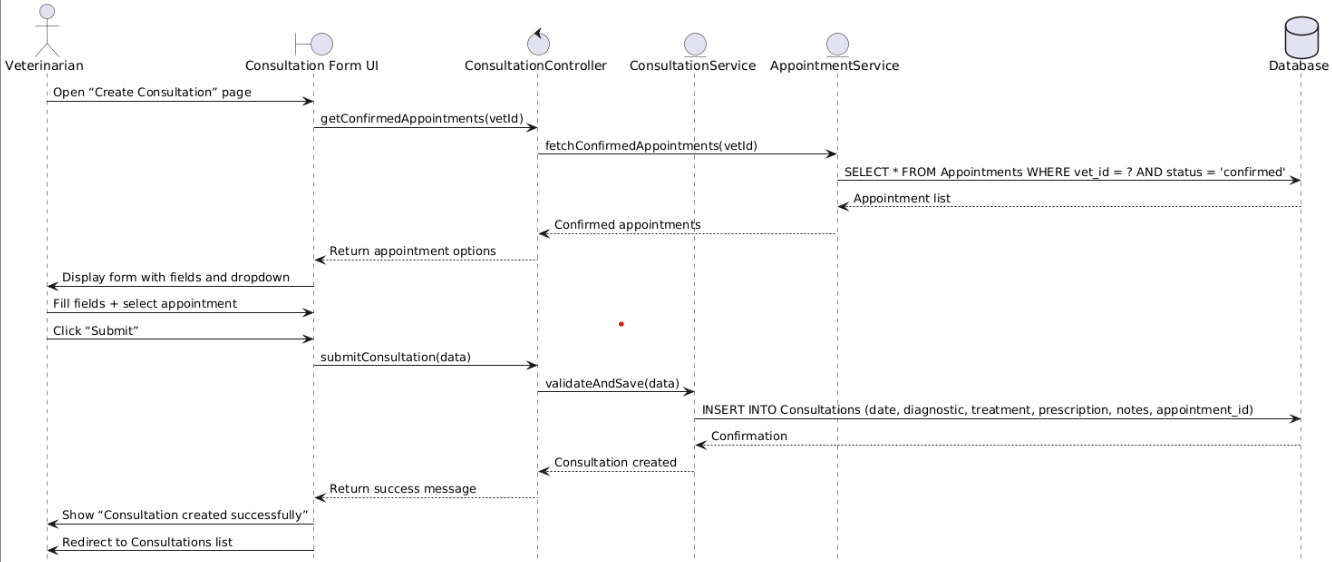 Veterinarian
Consultation Form UI
ConsultationController
ConsultationService
AppointmentService
Database
Open “Create Consultation” page
getConfirmedAppointments(vetId)
fetchConfirmedAppointments(vetId)
SELECT * FROM Appointments WHERE vet_id = ? AND status = 'confirmed'
Appointment list
Confirmed appointments
Return appointment options
Display form with fields and dropdown
Fill fields + select appointment
Click “Submit”
submitConsultation(data)
validateAndSave(data)
INSERT INTO Consultations (date, diagnostic, treatment, prescription, notes, appointment_id)
Confirmation
Consultation created
Return success message
Show “Consultation created successfully”
Redirect to Consultations list